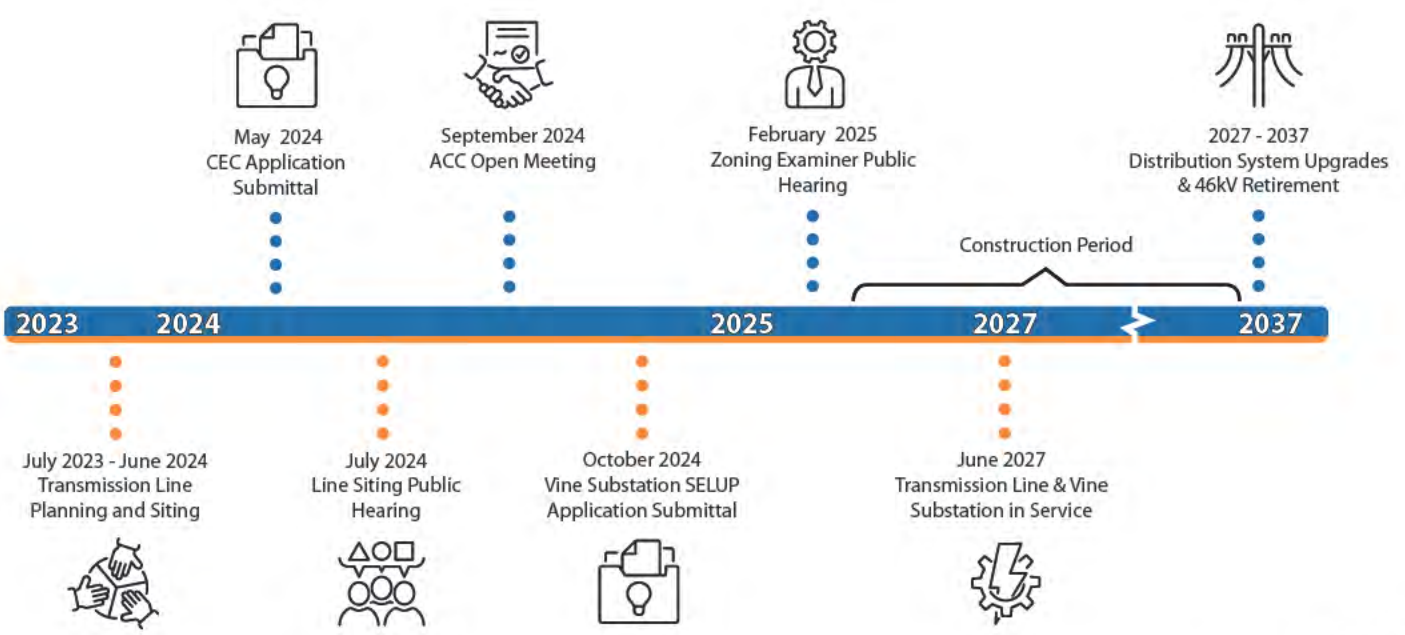 May 2024
CEC Application
Submittal
September 2024
ACC Open Meeting
February 2025
Zoning Examiner Public
Hearing
2027 - 2037
Distribution System Upgrades
& 46kV Retirement
Construction Period
2023
2024
2025
2027
2037
July 2023 - June 2024
Transmission Line
Planning and Siting
July 2024
Line Siting Public
Hearing
October 2024
Vine Substation SELUP
Application Submittal
June 2027
Transmission Line & Vine
Substation in Service